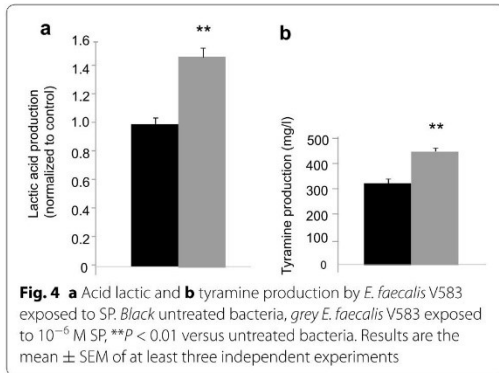 a
b
1.6
1.4
1.2
1.0
0.8
0.6
0.4
0.2
0
Lactic acid production
(normalized to control)
**
500
400
300
200
100
0
Tyramine production (mg/l)
**
Fig. 4 a Acid lactic and b tyramine production by E. faecalis V583
exposed to SP. Black untreated bacteria, grey E. faecalis V583 exposed
to 10⁻⁶ M SP, **P < 0.01 versus untreated bacteria. Results are the
mean ± SEM of at least three independent experiments